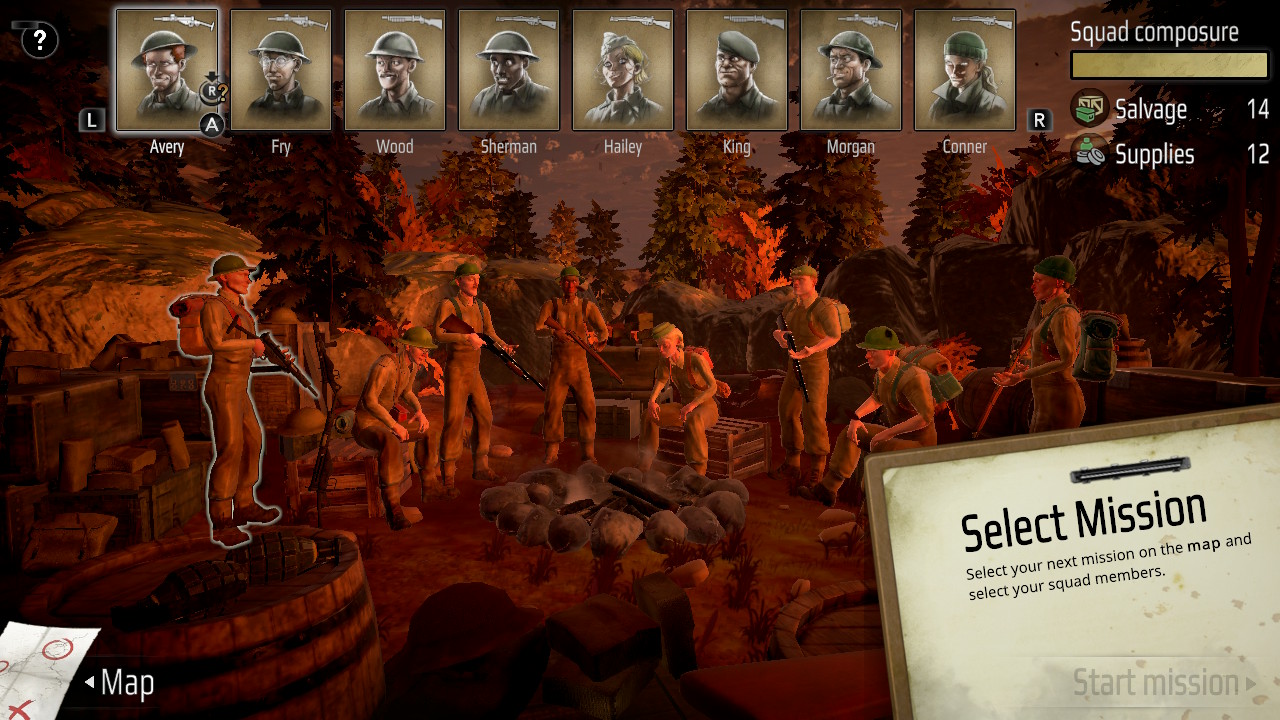 ?
Squad composure
Salvage 14
Supplies 12
L
R?
A
R
Avery Fry Wood Sherman Hailey King Morgan Conner
Select Mission
Select your next mission on the map and
select your squad members.
Map
Start mission